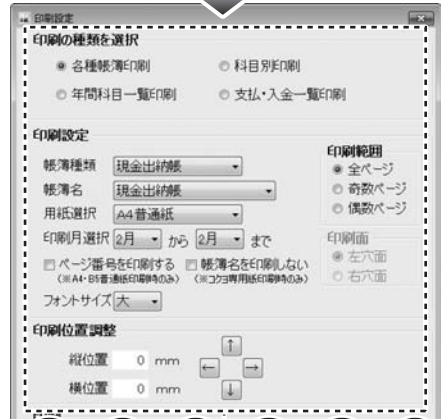 印刷設定
印刷の種類を選択
各種帳簿印刷 科目別印刷
年間科目一覧印刷 支払・入金一覧印刷
印刷設定
帳簿種類 現金出納帳
帳簿名 現金出納帳
用紙選択 A4普通紙
印刷月選択 2月 から 2月 まで
ページ番号を印刷する 帳簿名を印刷しない
(※A4・B5普通紙印刷時のみ) (※コクヨ専用紙印刷時のみ)
フォントサイズ 大
印刷範囲
全ページ
奇数ページ
偶数ページ
印刷面
左穴面
右穴面
印刷位置調整
縦位置 0 mm
横位置 0 mm
↑
← →
↓